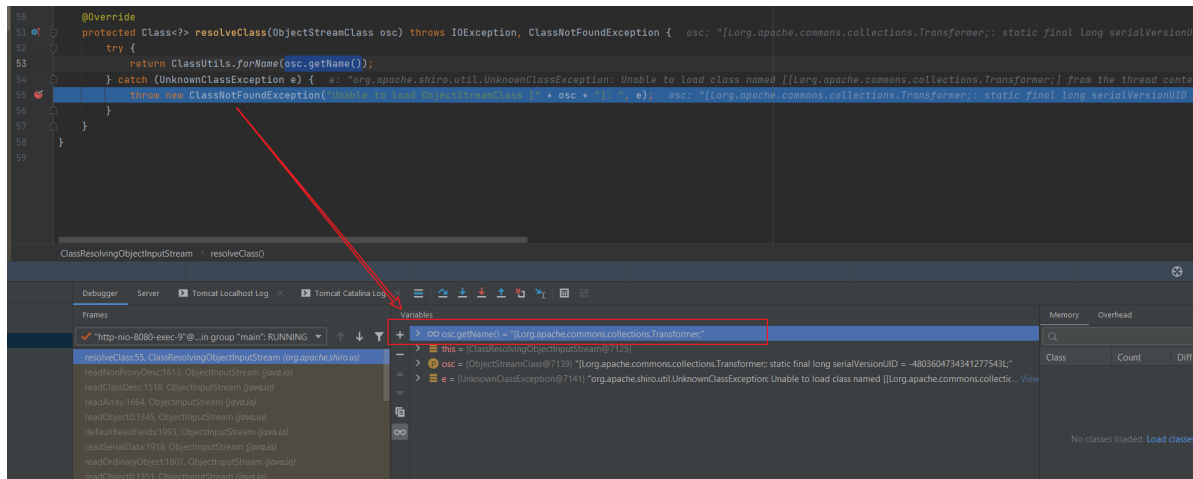 50 @Override
51 protected Class<?> resolveClass(ObjectStreamClass osc) throws IOException, ClassNotFoundException { osc: "[Lorg.apache.commons.collections.Transformer;: static final long serialVersionU
52 try {
53 return ClassUtils.forName(osc.getName());
54 } catch (UnknownClassException e) { e: "org.apache.shiro.util.UnknownClassException: Unable to load class named [[Lorg.apache.commons.collections.Transformer;] from the thread conte
55 throw new ClassNotFoundException("Unable to load ObjectStreamClass [" + osc + "]: ", e); osc: "[Lorg.apache.commons.collections.Transformer;: static final long serialVersionUID
56 }
57 }
58 }
59
ClassResolvingObjectInputStream › resolveClass()
Debugger Server Tomcat Localhost Log × Tomcat Catalina Log ×
Frames Variables Memory Overhead
"http-nio-8080-exec-9"@...in group "main": RUNNING
osc.getName() = "[Lorg.apache.commons.collections.Transformer;"
resolveClass:55, ClassResolvingObjectInputStream (org.apache.shiro.io)
this = {ClassResolvingObjectInputStream@7125}
Class Count Diff
readNonProxyDesc:1613, ObjectInputStream (java.io)
osc = {ObjectStreamClass@7139} "[Lorg.apache.commons.collections.Transformer;: static final long serialVersionUID = -4803604734341277543L;"
readClassDesc:1518, ObjectInputStream (java.io)
e = {UnknownClassException@7141} "org.apache.shiro.util.UnknownClassException: Unable to load class named [[Lorg.apache.commons.collectic... View
readArray:1664, ObjectInputStream (java.io)
readObject0:1345, ObjectInputStream (java.io)
defaultReadFields:1993, ObjectInputStream (java.io)
No classes loaded. Load classes
readSerialData:1918, ObjectInputStream (java.io)
readOrdinaryObject:1801, ObjectInputStream (java.io)
readObject0:1351, ObjectInputStream (java.io)